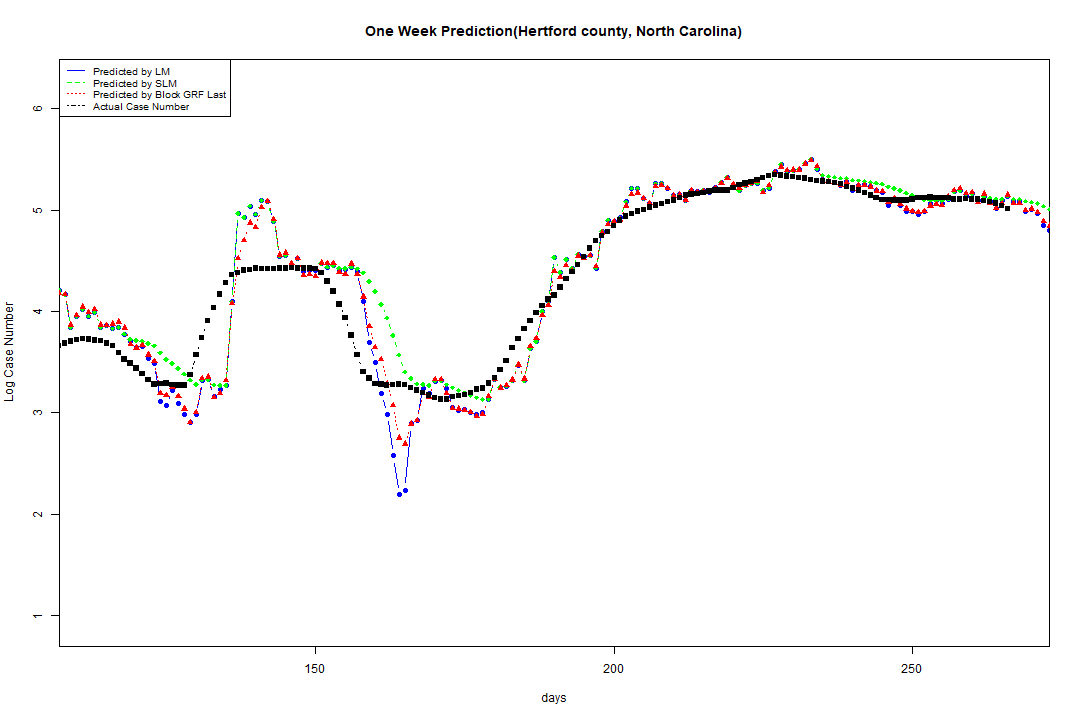 One Week Prediction(Hertford county, North Carolina)
Predicted by LM
Predicted by SLM
Predicted by Block GRF Last
Actual Case Number
6
5
4
3
2
1
Log Case Number
150 200 250
days